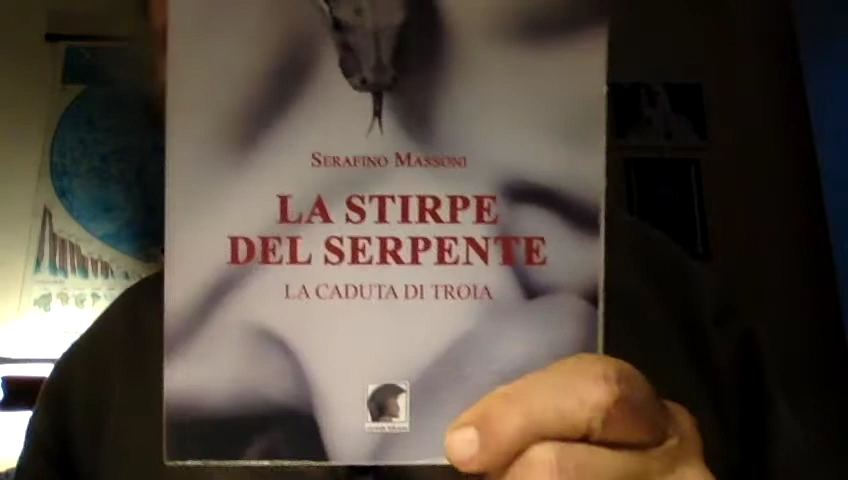 SERAFINO MASSONI
LA STIRPE
DEL SERPENTE
LA CADUTA DI TROIA